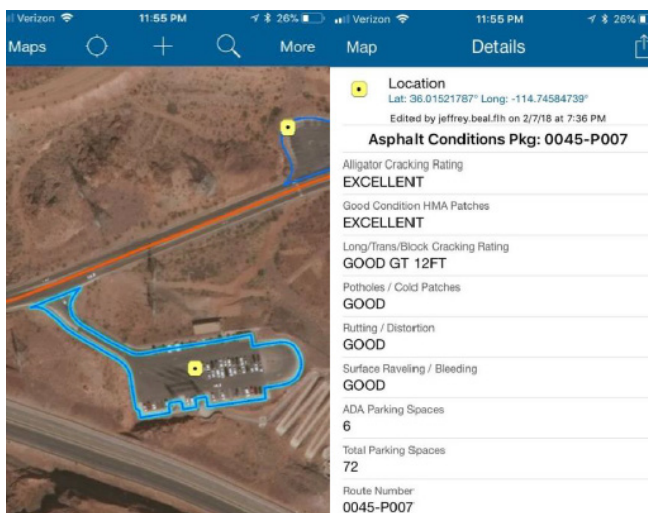 Verizon
11:55 PM
26%
Maps
More
Verizon
11:55 PM
26%
Map
Details
Location
Lat: 36.01521787° Long: -114.74584739°
Edited by jeffrey.beal.flh on 2/7/18 at 7:36 PM
Asphalt Conditions Pkg: 0045-P007
Alligator Cracking Rating
EXCELLENT
Good Condition HMA Patches
EXCELLENT
Long/Trans/Block Cracking Rating
GOOD GT 12FT
Potholes / Cold Patches
GOOD
Rutting / Distortion
GOOD
Surface Raveling / Bleeding
GOOD
ADA Parking Spaces
6
Total Parking Spaces
72
Route Number
0045-P007